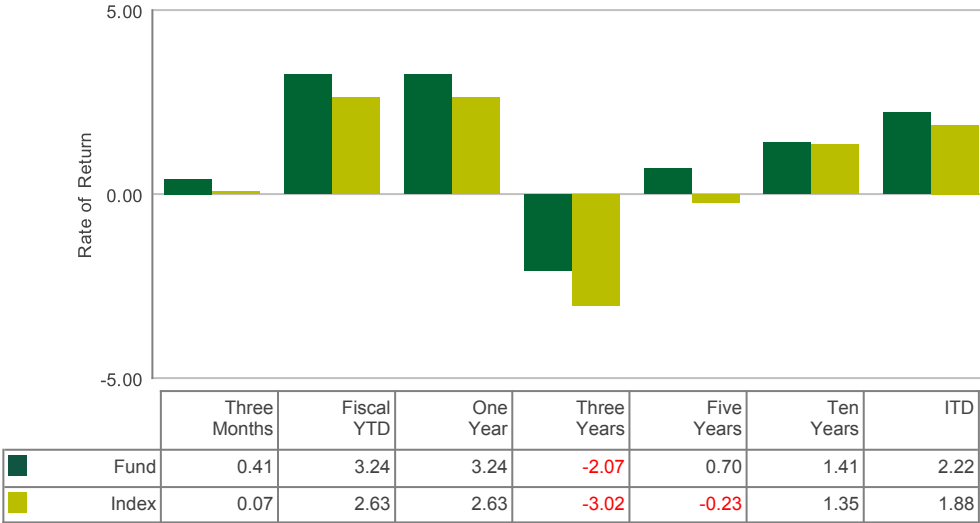 5.00
0.00
-5.00
Rate of Return
Three Months Fiscal YTD One Year Three Years Five Years Ten Years ITD
Fund 0.41 3.24 3.24 -2.07 0.70 1.41 2.22
Index 0.07 2.63 2.63 -3.02 -0.23 1.35 1.88